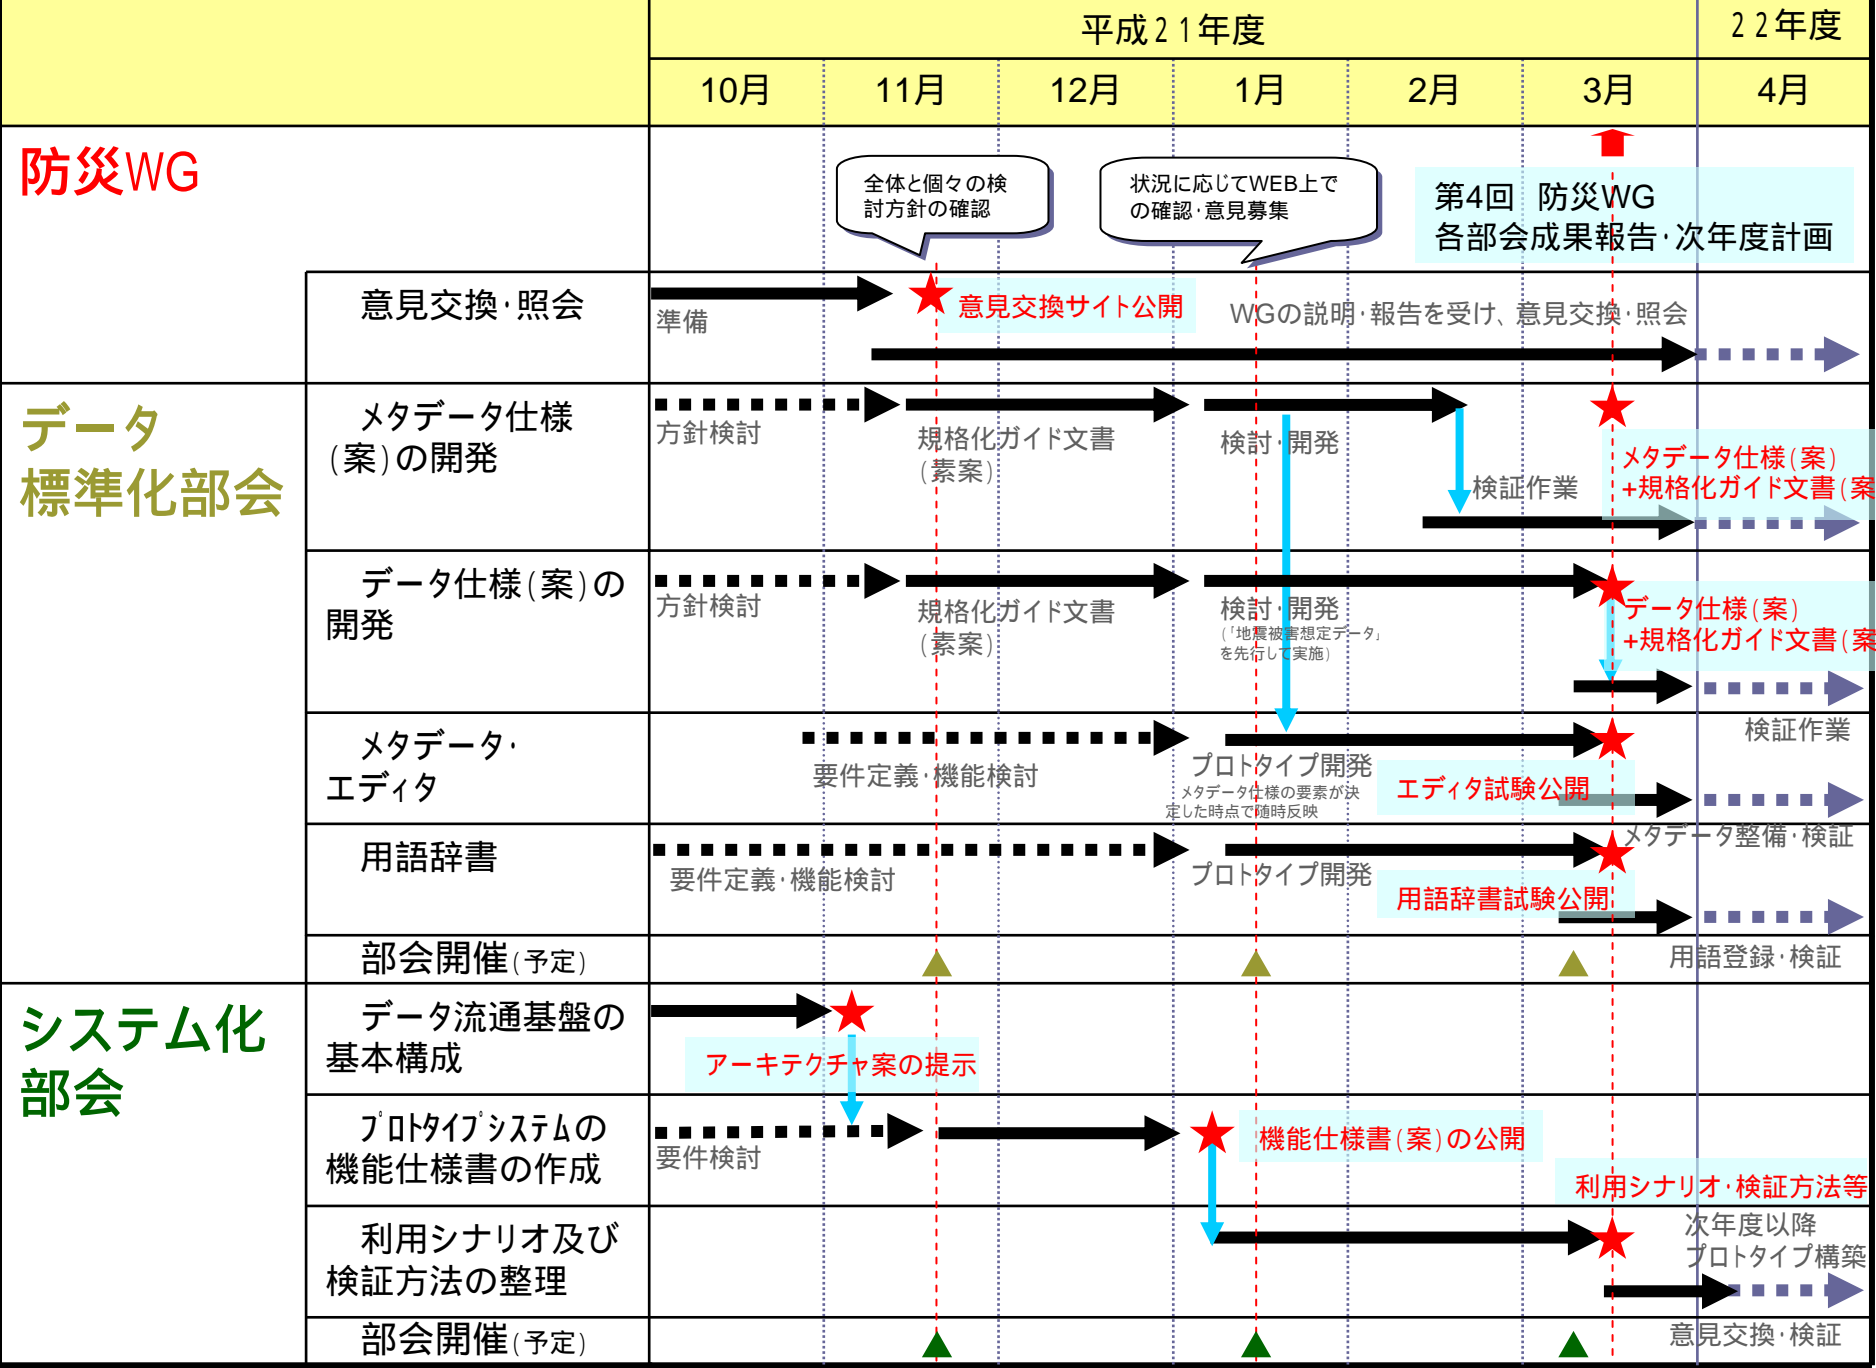 平成２１年度
２２年度
10月
11月
12月
1月
2月
3月
4月
防災WG
全体と個々の検
討方針の確認
状況に応じてWEB上で
の確認･意見募集
第4回　防災WG
各部会成果報告･次年度計画
意見交換･照会
準備
意見交換サイト公開
WGの説明･報告を受け、意見交換･照会
データ
標準化部会
メタデータ仕様
(案)の開発
方針検討
規格化ガイド文書
(素案)
検討･開発
検証作業
メタデータ仕様(案)
+規格化ガイド文書(案
データ仕様(案)の
開発
方針検討
規格化ガイド文書
(素案)
検討･開発
(｢地震被害想定データ｣
を先行して実施)
データ仕様(案)
+規格化ガイド文書(案
検証作業
メタデータ･
エディタ
要件定義･機能検討
プロトタイプ開発
メタデータ仕様の要素が決
定した時点で随時反映
エディタ試験公開
メタデータ整備･検証
用語辞書
要件定義･機能検討
プロトタイプ開発
用語辞書試験公開
用語登録･検証
部会開催(予定)
システム化
部会
データ流通基盤の
基本構成
アーキテクチャ案の提示
ﾌﾟﾛﾄﾀｲﾌﾟｼｽﾃﾑの
機能仕様書の作成
要件検討
機能仕様書(案)の公開
利用シナリオ･検証方法等
利用シナリオ及び
検証方法の整理
次年度以降
プロトタイプ構築
意見交換･検証
部会開催(予定)